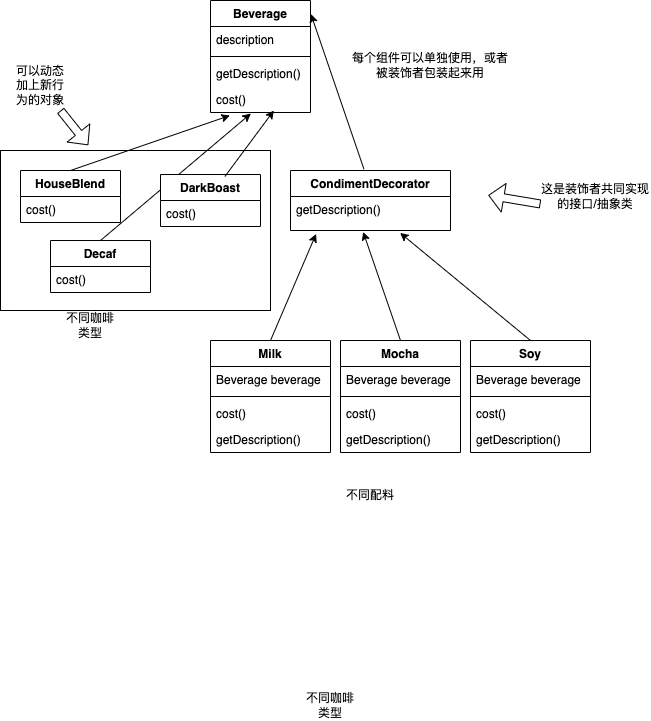 Beverage
description
getDescription()
cost()
每个组件可以单独使用，或者
被装饰者包装起来用
可以动态
加上新行
为的对象
HouseBlend
cost()
DarkBoast
cost()
Decaf
cost()
不同咖啡
类型
CondimentDecorator
getDescription()
这是装饰者共同实现
的接口/抽象类
Milk
Beverage beverage
cost()
getDescription()
Mocha
Beverage beverage
cost()
getDescription()
Soy
Beverage beverage
cost()
getDescription()
不同配料
不同咖啡
类型